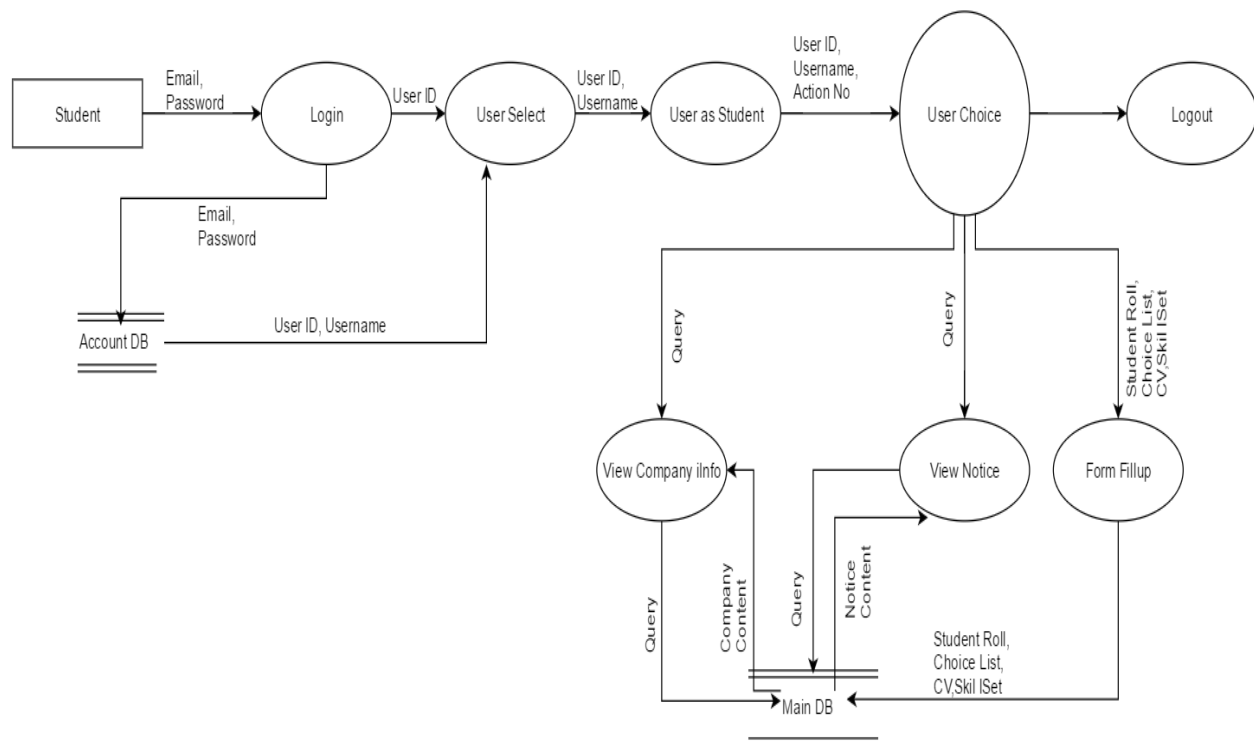 Student
Email,
Password
Login
User ID
User Select
User ID,
Username
User as Student
User ID,
Username,
Action No
User Choice
Logout
Email,
Password
Account DB
User ID, Username
Query
Query
Student Roll,
Choice List,
CV,Skil lSet
View Company iInfo
View Notice
Form Fillup
Query
Company
Content
Query
Notice
Content
Student Roll,
Choice List,
CV,Skil lSet
Main DB